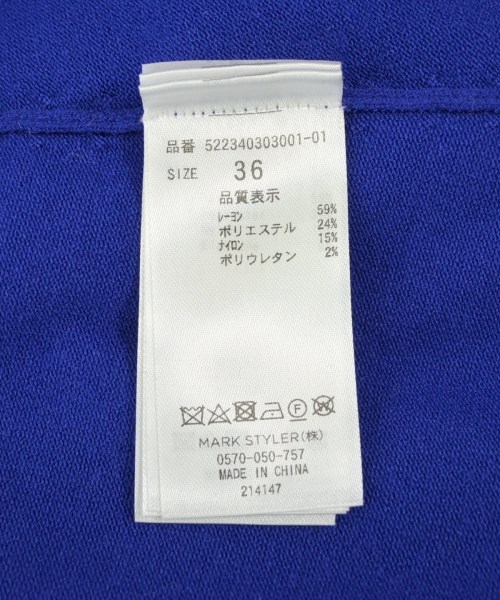 品番 522340303001-01
SIZE 36
品質表示
レーヨン 59%
ポリエステル 24%
ナイロン 15%
ポリウレタン 2%
MARK STYLER(株)
0570-050-757
MADE IN CHINA
214147